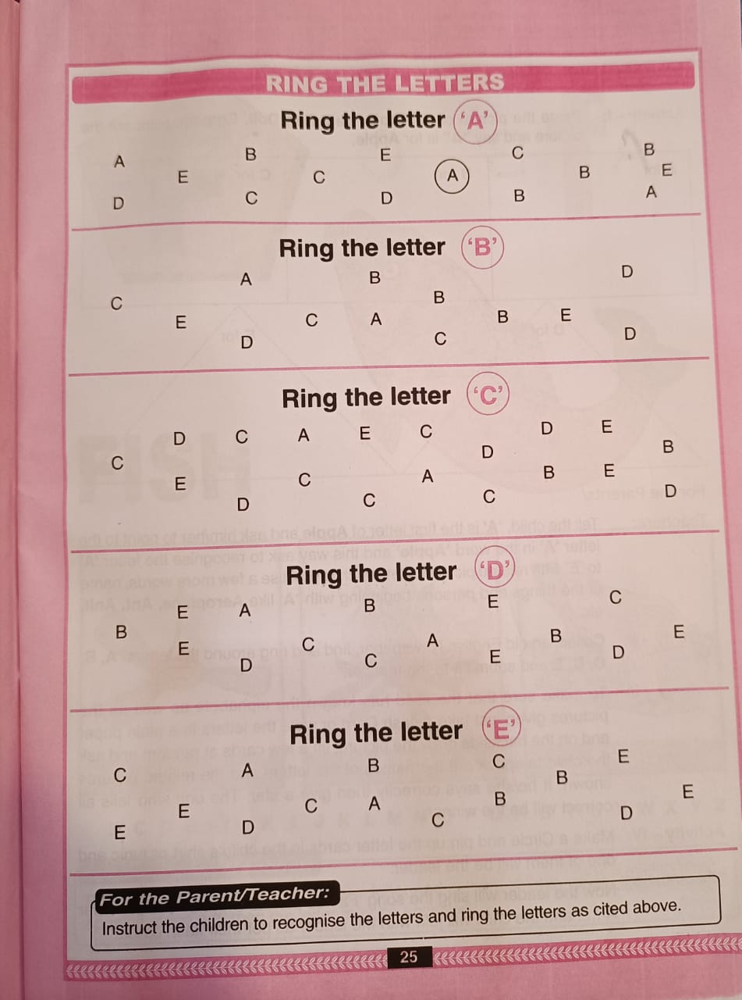 RING THE LETTERS
Ring the letter ‘A’
A B E C B
E C A B E
D C D B A
Ring the letter ‘B’
A B D
C B
E C A B E
D C D
Ring the letter ‘C’
D C A E C D E
C D B
E C A B E
D C C D
Ring the letter ‘D’
E A B E C
B C A B E
E D C E D
Ring the letter ‘E’
C A B C B E
E C A B E
E D C D
For the Parent/Teacher:
Instruct the children to recognise the letters and ring the letters as cited above.
25